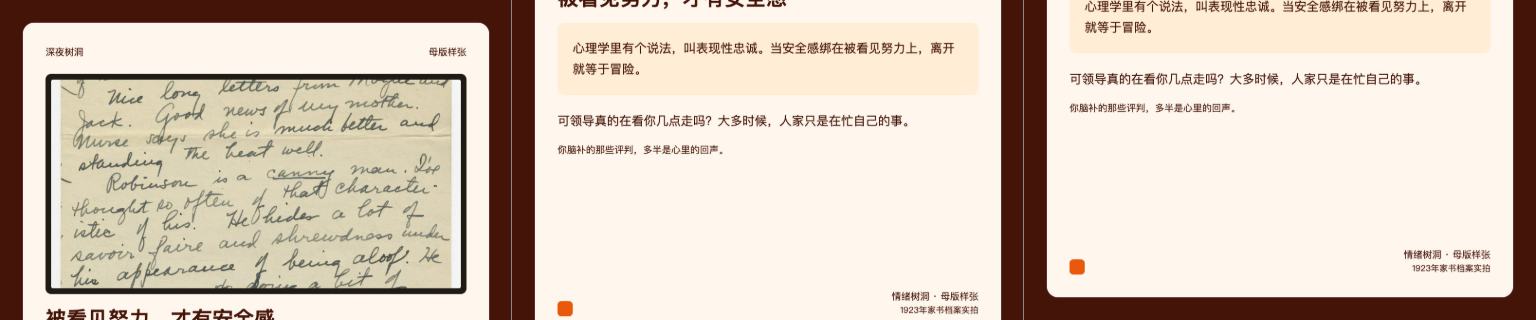 深夜树洞
母版样张
Nice long letters from Mogue and
Jack. Good news of my mother.
Nurse says she is much better and
standing the heat well.
Robinson is a canny man. I've
thought so often of that character-
istic of his. He hides a lot of
savoir faire and shrewdness under
his appearance of being aloof. He
doing a bit of
被看见努力，才有安全感
心理学里有个说法，叫表现性忠诚。当安全感绑在被看见努力上，离开
就等于冒险。
可领导真的在看你几点走吗？大多时候，人家只是在忙自己的事。
你脑补的那些评判，多半是心里的回声。
情绪树洞 · 母版样张
1923年家书档案实拍
心理学里有个说法，叫表现性忠诚。当安全感绑在被看见努力上，离开
就等于冒险。
可领导真的在看你几点走吗？大多时候，人家只是在忙自己的事。
你脑补的那些评判，多半是心里的回声。
情绪树洞 · 母版样张
1923年家书档案实拍